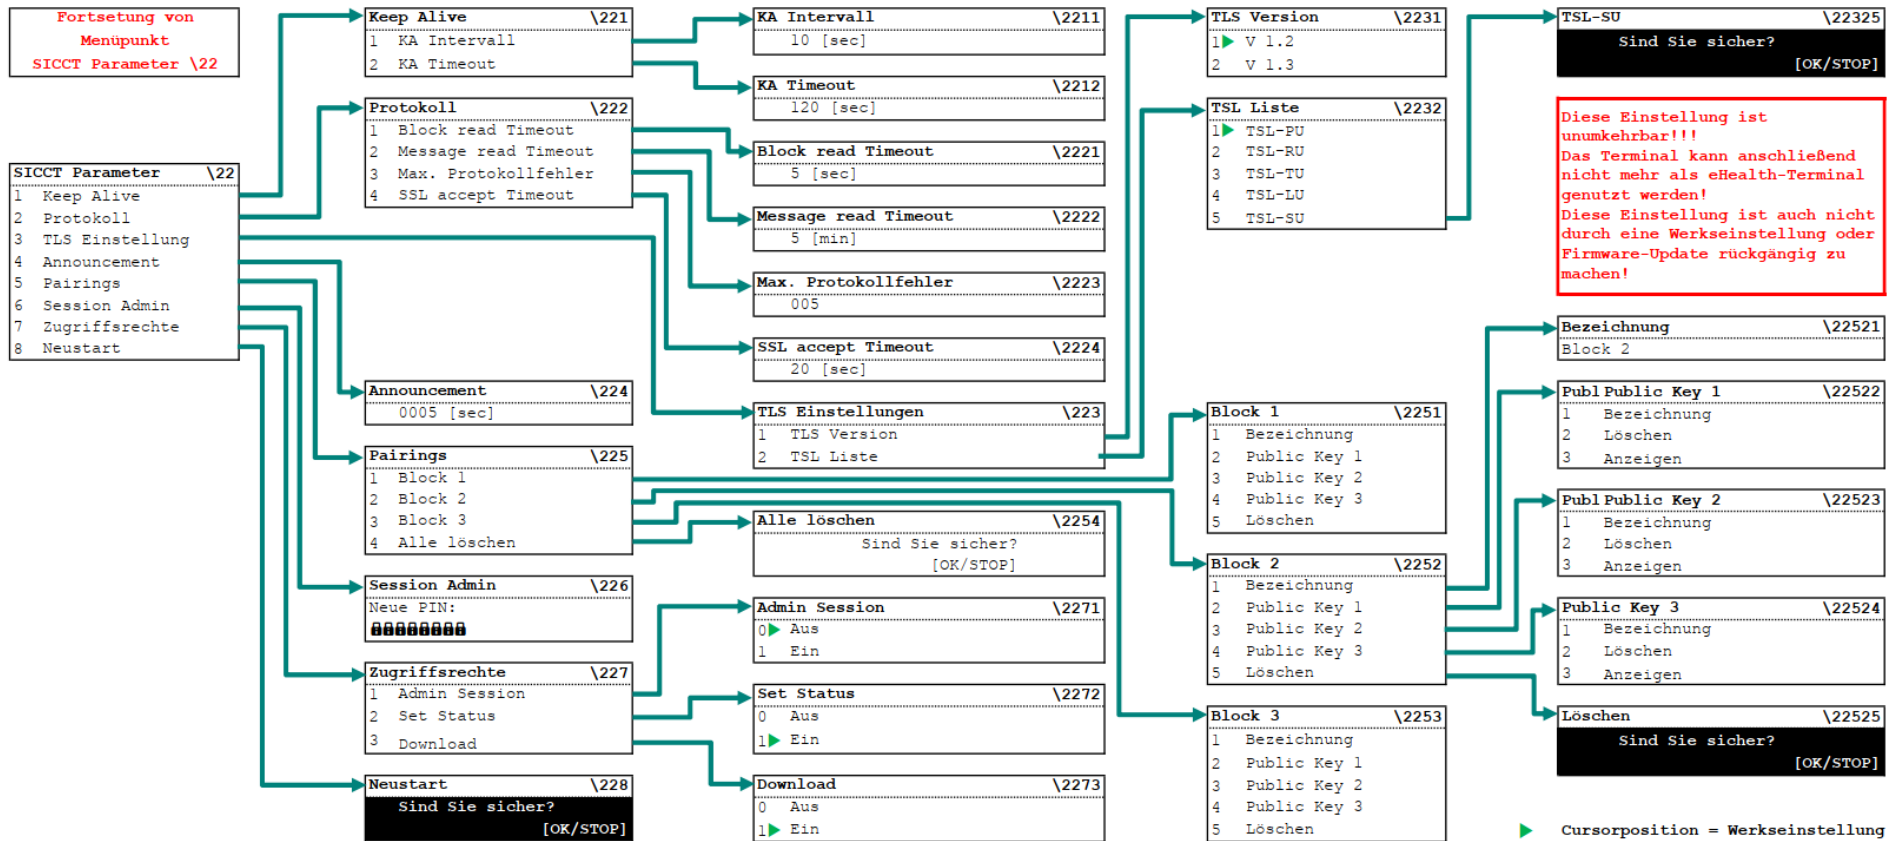 Fortsetung von
Menüpunkt
SICCT Parameter \22
SICCT Parameter \22
1 Keep Alive
2 Protokoll
3 TLS Einstellung
4 Announcement
5 Pairings
6 Session Admin
7 Zugriffsrechte
8 Neustart
Keep Alive \221
1 KA Intervall
2 KA Timeout
Protokoll \222
1 Block read Timeout
2 Message read Timeout
3 Max. Protokollfehler
4 SSL accept Timeout
Announcement \224
0005 [sec]
Pairings \225
1 Block 1
2 Block 2
3 Block 3
4 Alle löschen
Session Admin \226
Neue PIN:
Zugriffsrechte \227
1 Admin Session
2 Set Status
3 Download
Neustart \228
Sind Sie sicher?
[OK/STOP]
KA Intervall \2211
10 [sec]
KA Timeout \2212
120 [sec]
Block read Timeout \2221
5 [sec]
Message read Timeout \2222
5 [min]
Max. Protokollfehler \2223
005
SSL accept Timeout \2224
20 [sec]
TLS Einstellungen \223
1 TLS Version
2 TSL Liste
Alle löschen \2254
Sind Sie sicher?
[OK/STOP]
Admin Session \2271
0 Aus
1 Ein
Set Status \2272
0 Aus
1 Ein
Download \2273
0 Aus
1 Ein
TLS Version \2231
1 V 1.2
2 V 1.3
TSL Liste \2232
1 TSL-PU
2 TSL-RU
3 TSL-TU
4 TSL-LU
5 TSL-SU
Block 1 \2251
1 Bezeichnung
2 Public Key 1
3 Public Key 2
4 Public Key 3
5 Löschen
Block 2 \2252
1 Bezeichnung
2 Public Key 1
3 Public Key 2
4 Public Key 3
5 Löschen
Block 3 \2253
1 Bezeichnung
2 Public Key 1
3 Public Key 2
4 Public Key 3
5 Löschen
TSL-SU \22325
Sind Sie sicher?
[OK/STOP]
Diese Einstellung ist
unumkehrbar!!!
Das Terminal kann anschließend
nicht mehr als eHealth-Terminal
genutzt werden!
Diese Einstellung ist auch nicht
durch eine Werkseinstellung oder
Firmware-Update rückgängig zu
machen!
Bezeichnung \22521
Block 2
Publ Public Key 1 \22522
1 Bezeichnung
2 Löschen
3 Anzeigen
Publ Public Key 2 \22523
1 Bezeichnung
2 Löschen
3 Anzeigen
Public Key 3 \22524
1 Bezeichnung
2 Löschen
3 Anzeigen
Löschen \22525
Sind Sie sicher?
[OK/STOP]
Cursorposition = Werkseinstellung